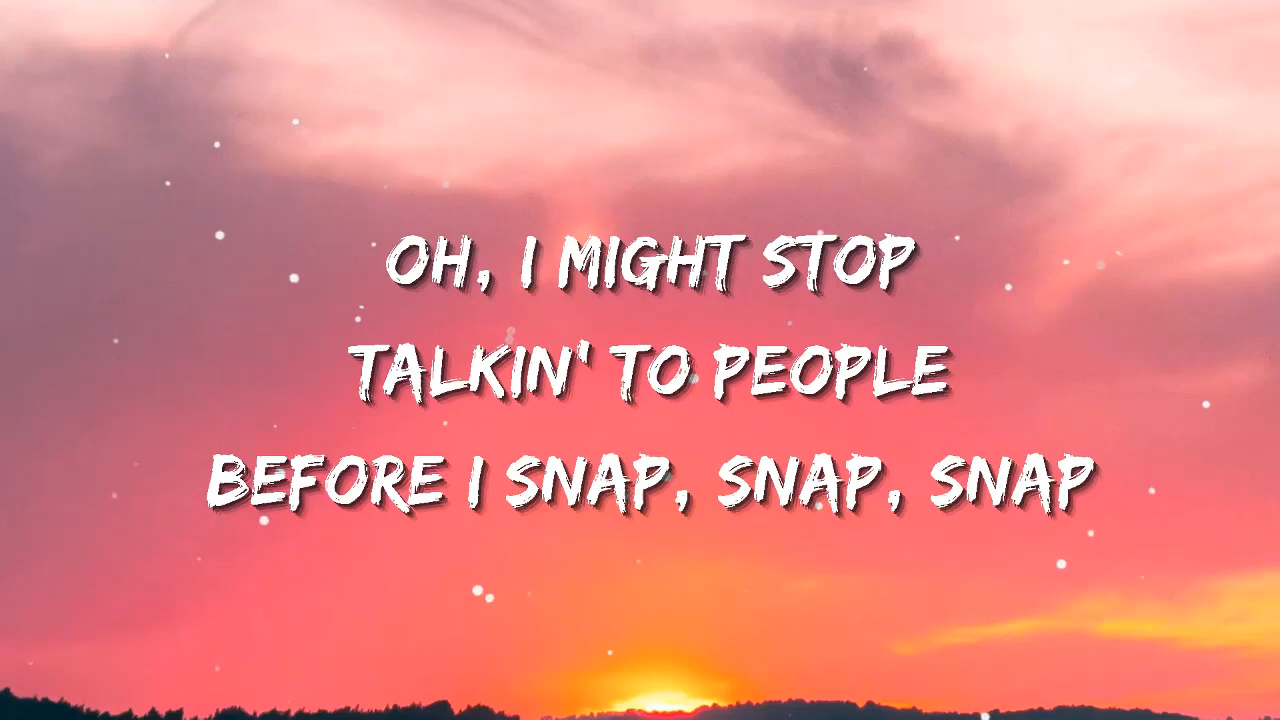 OH, I MIGHT STOP
TALKIN' TO PEOPLE
BEFORE I SNAP, SNAP, SNAP